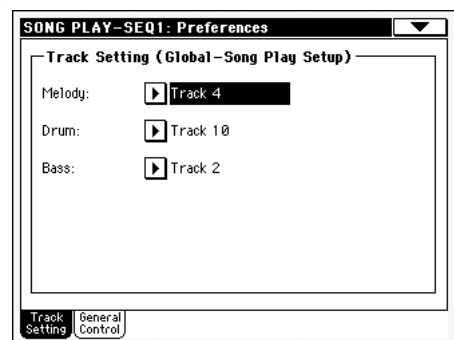 SONG PLAY-SEQ1: Preferences
Track Setting (Global-Song Play Setup)
Melody: Track 4
Drum: Track 10
Bass: Track 2
Track Setting
General Control